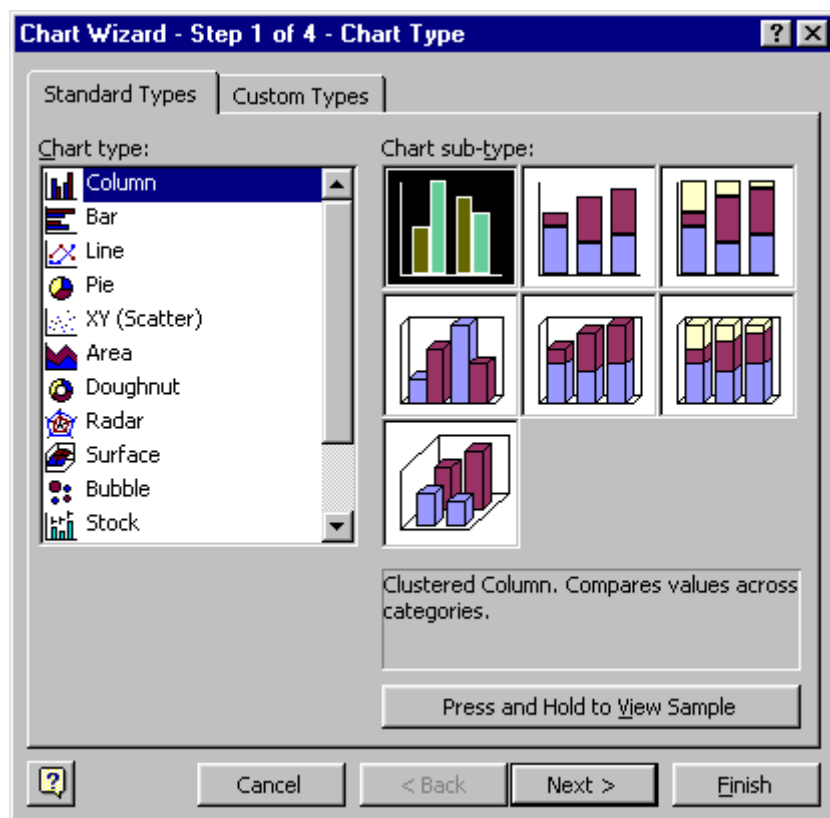 Chart Wizard - Step 1 of 4 - Chart Type
Standard Types
Custom Types
Chart type:
Column
Bar
Line
Pie
XY (Scatter)
Area
Doughnut
Radar
Surface
Bubble
Stock
Chart sub-type:
Clustered Column. Compares values across
categories.
Press and Hold to View Sample
Cancel
< Back
Next >
Finish